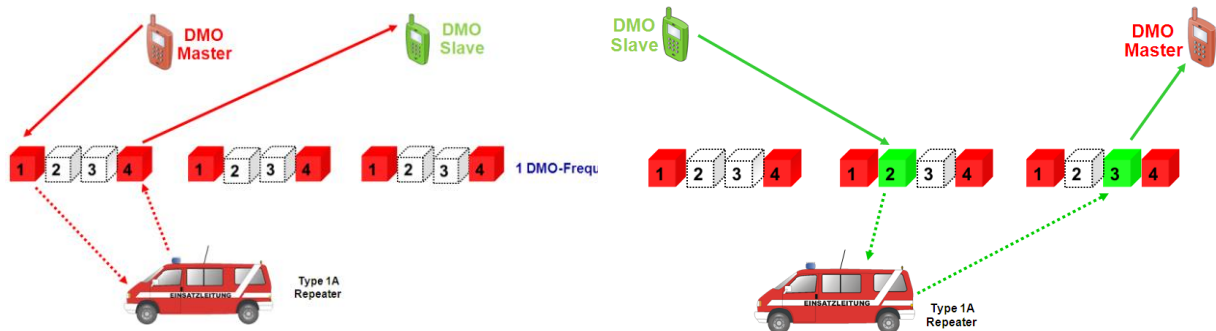 DMO
Master
DMO
Slave
1 2 3 4
1 2 3 4
1 2 3 4
1 DMO-Frequ
EINSATZLEITUNG
Type 1A
Repeater
DMO
Slave
DMO
Master
1 2 3 4
1 2 3 4
1 2 3 4
EINSATZLEITUNG
Type 1A
Repeater